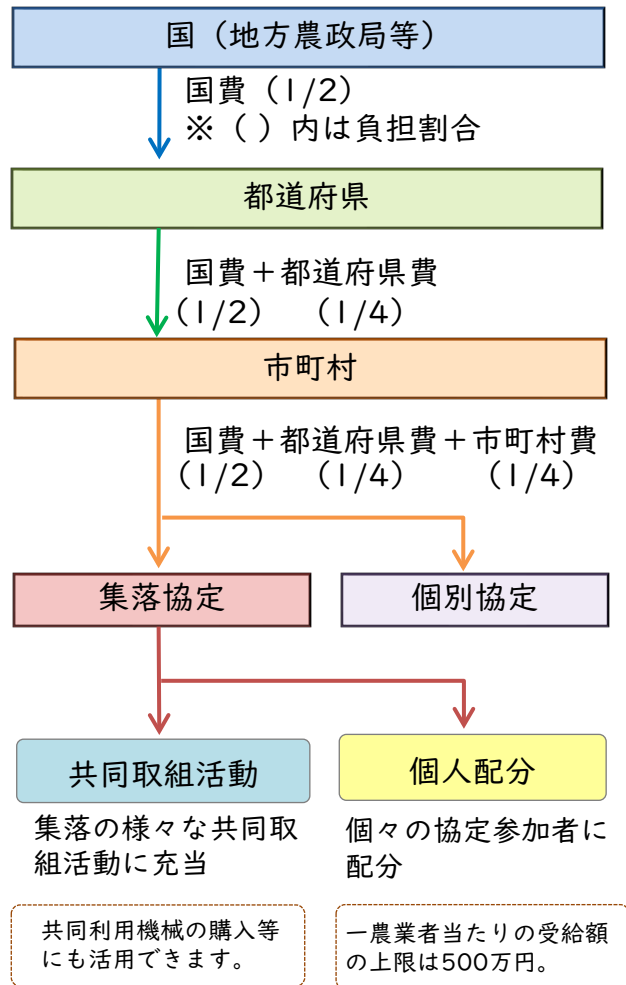 国（地方農政局等）
国費（1/2）
※（ ）内は負担割合
都道府県
国費＋都道府県費
（1/2）　（1/4）
市町村
国費＋都道府県費＋市町村費
（1/2）　（1/4）　　（1/4）
集落協定
個別協定
共同取組活動
個人配分
集落の様々な共同取
組活動に充当
個々の協定参加者に
配分
共同利用機械の購入等
にも活用できます。
一農業者当たりの受給額
の上限は500万円。